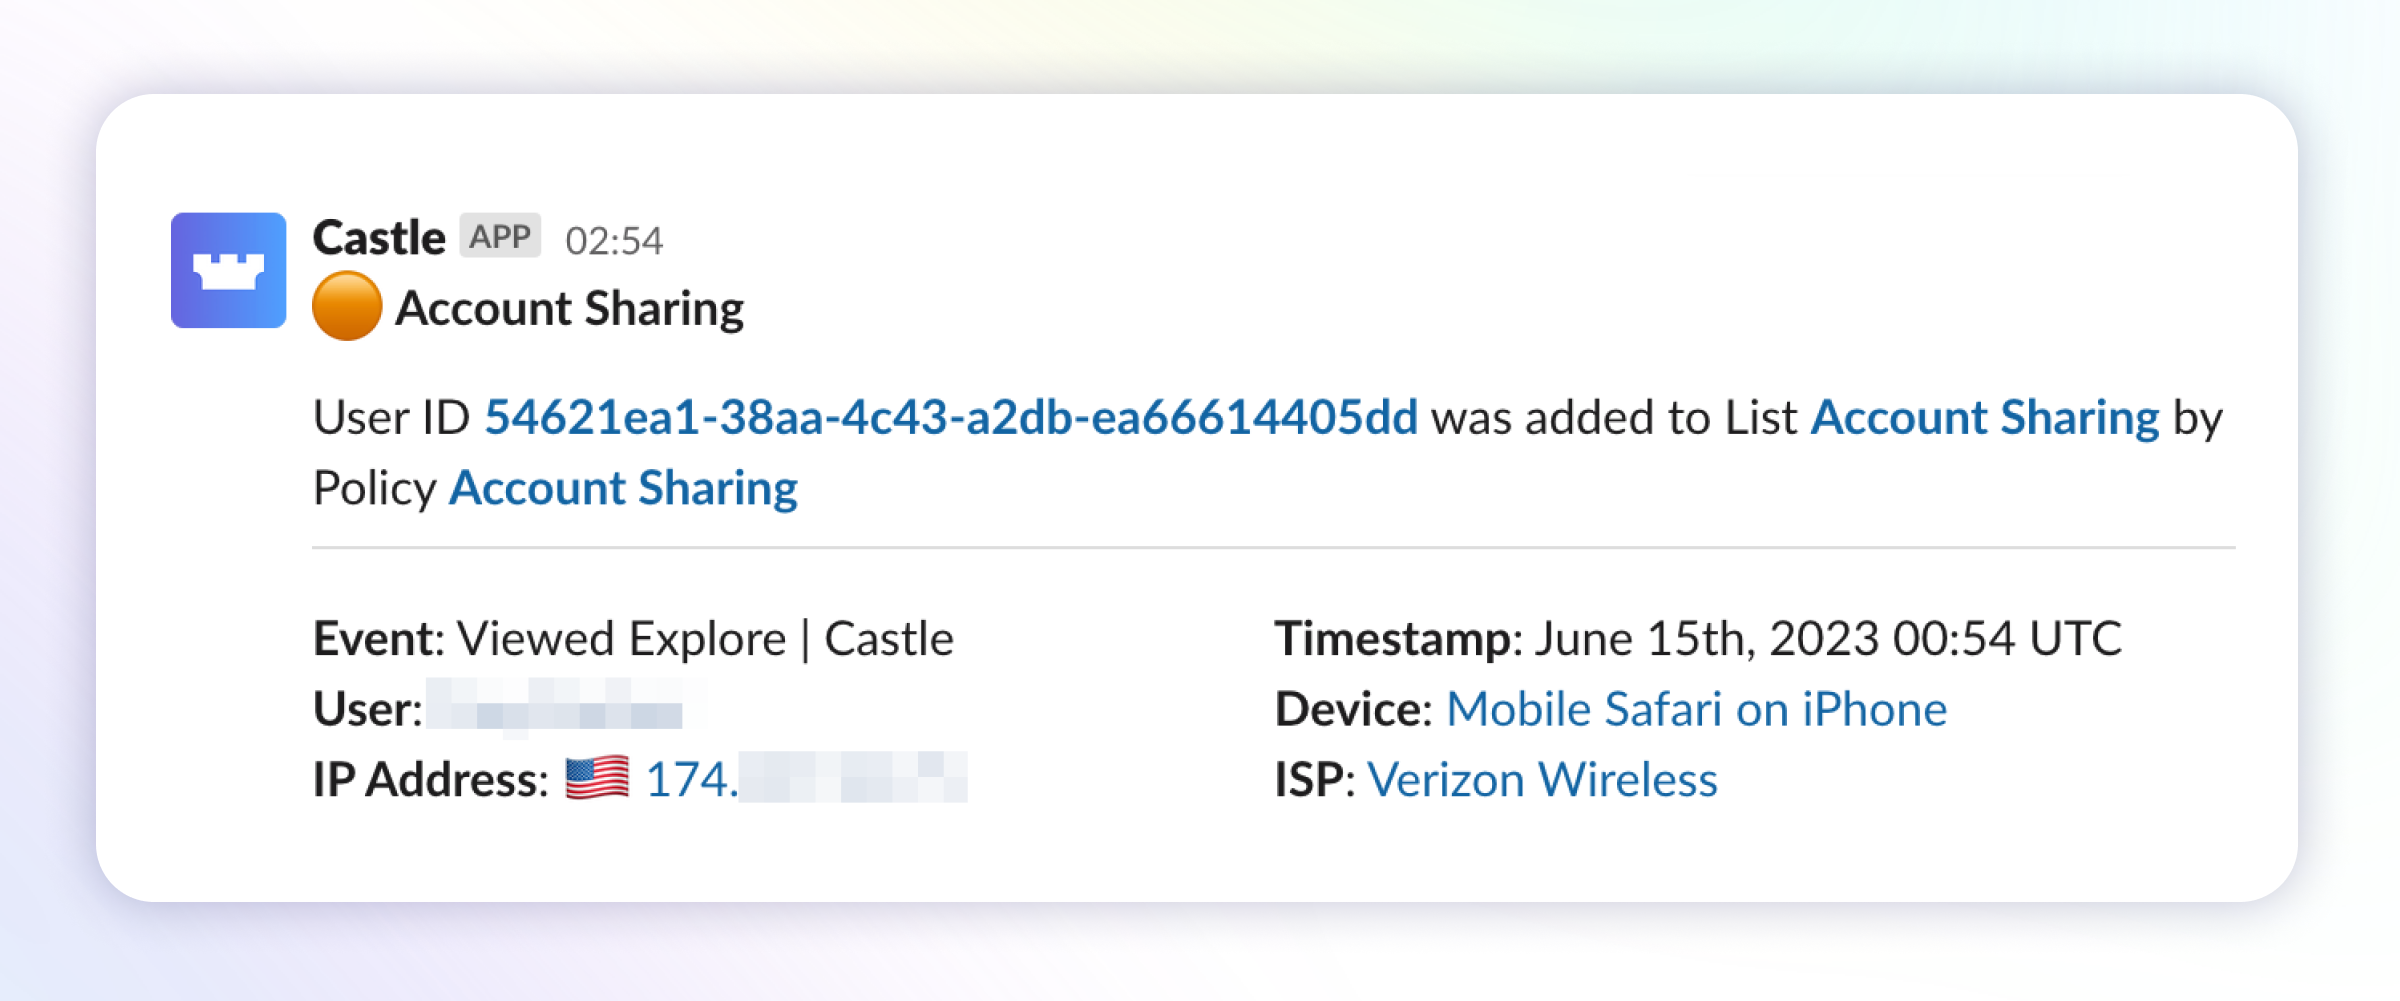 Castle APP 02:54
🟠 Account Sharing
User ID 54621ea1-38aa-4c43-a2db-ea66614405dd was added to List Account Sharing by
Policy Account Sharing
Event: Viewed Explore | Castle
User:
IP Address: 🇺🇸 174.
Timestamp: June 15th, 2023 00:54 UTC
Device: Mobile Safari on iPhone
ISP: Verizon Wireless